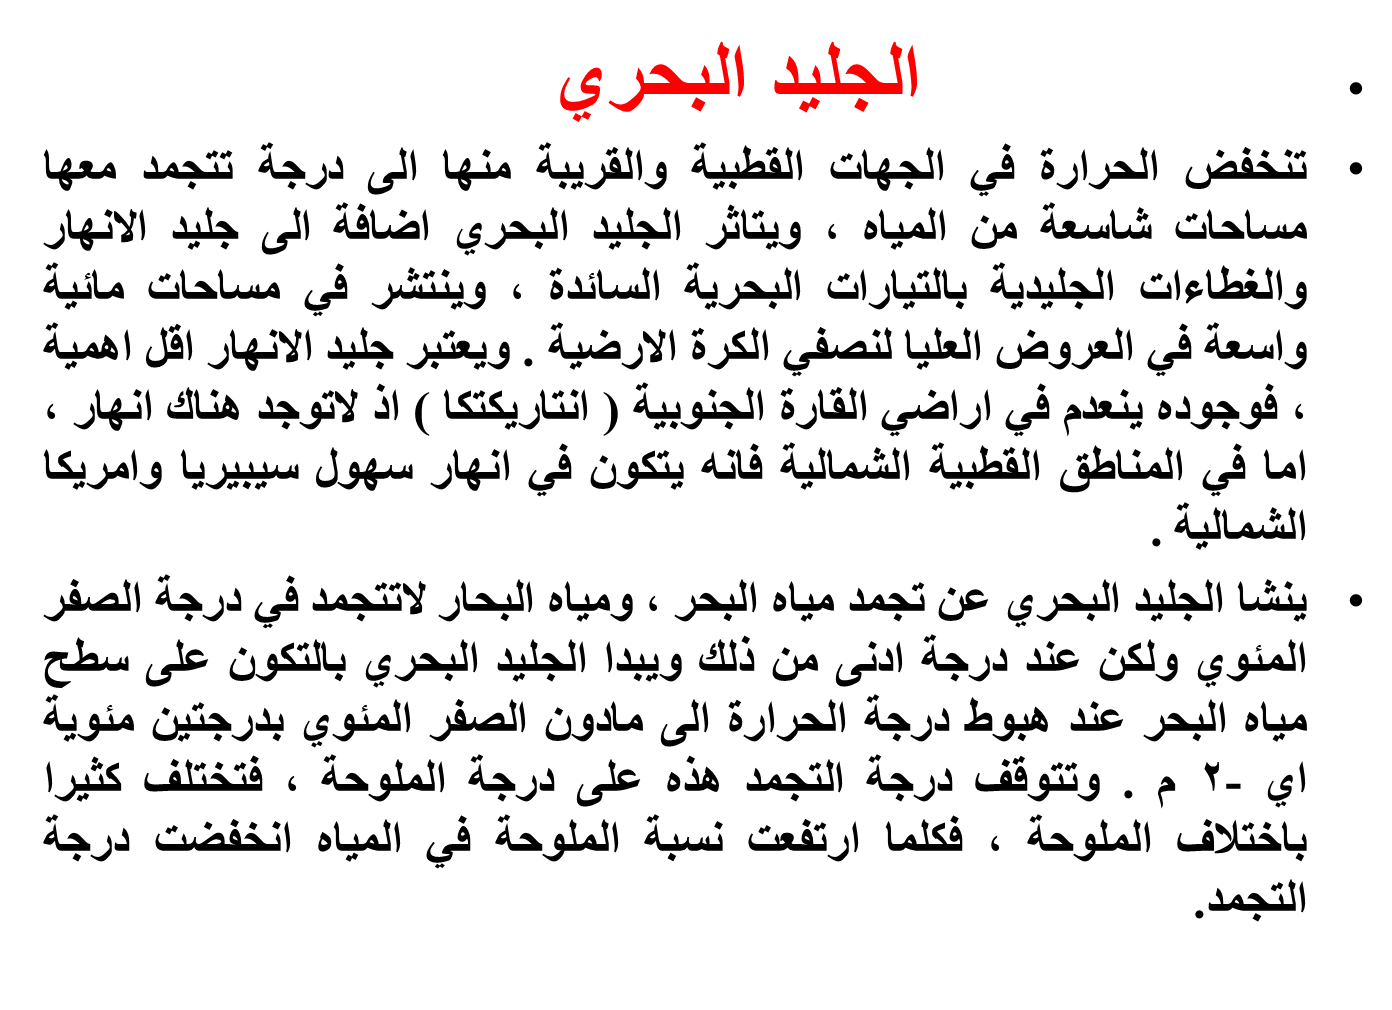 • الجليد البحري
• تنخفض الحرارة في الجهات القطبية والقريبة منها الى درجة تتجمد معها
مساحات شاسعة من المياه ، ويتاثر الجليد البحري اضافة الى جليد الانهار
والغطاءات الجليدية بالتيارات البحرية السائدة ، وينتشر في مساحات مائية
واسعة في العروض العليا لنصفي الكرة الارضية . ويعتبر جليد الانهار اقل اهمية
، فوجوده ينعدم في اراضي القارة الجنوبية ( انتاريكتكا ) اذ لاتوجد هناك انهار ،
اما في المناطق القطبية الشمالية فانه يتكون في انهار سهول سيبيريا وامريكا
الشمالية .
• ينشا الجليد البحري عن تجمد مياه البحر ، ومياه البحار لاتتجمد في درجة الصفر
المئوي ولكن عند درجة ادنى من ذلك ويبدا الجليد البحري بالتكون على سطح
مياه البحر عند هبوط درجة الحرارة الى مادون الصفر المئوي بدرجتين مئوية
اي -٢ م . وتتوقف درجة التجمد هذه على درجة الملوحة ، فتختلف كثيرا
باختلاف الملوحة ، فكلما ارتفعت نسبة الملوحة في المياه انخفضت درجة
التجمد.